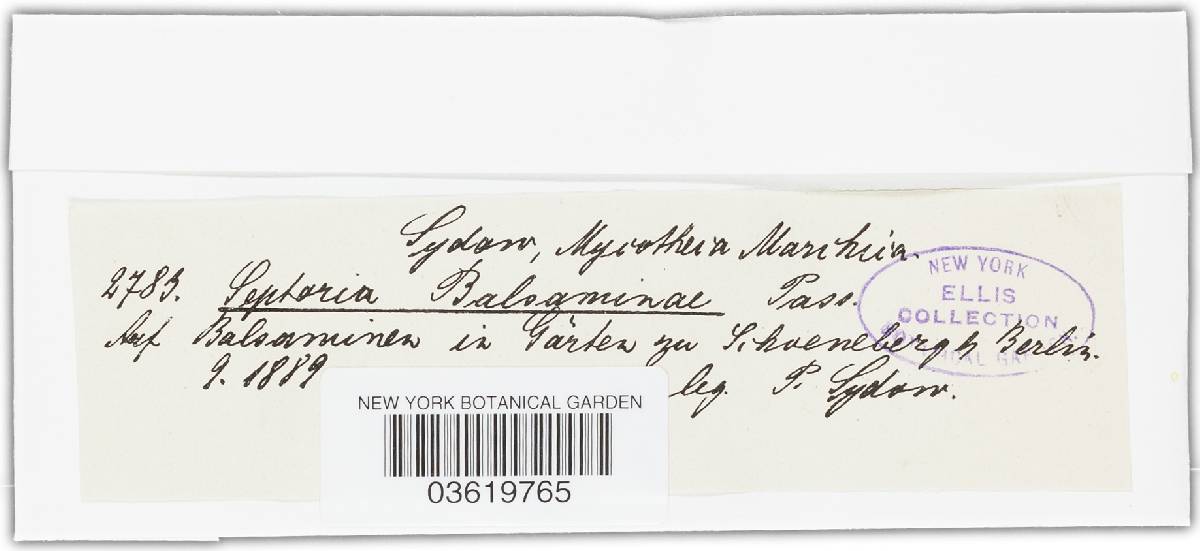 Sydow, Mycotheca Marchica.
2783. Septoria Balsaminae Pass.
Auf Balsaminen in Gärten zu Schoeneberg b. Berlin.
9. 1889
leg. P. Sydow.
NEW YORK
ELLIS
COLLECTION
NEW YORK BOTANICAL GARDEN
03619765